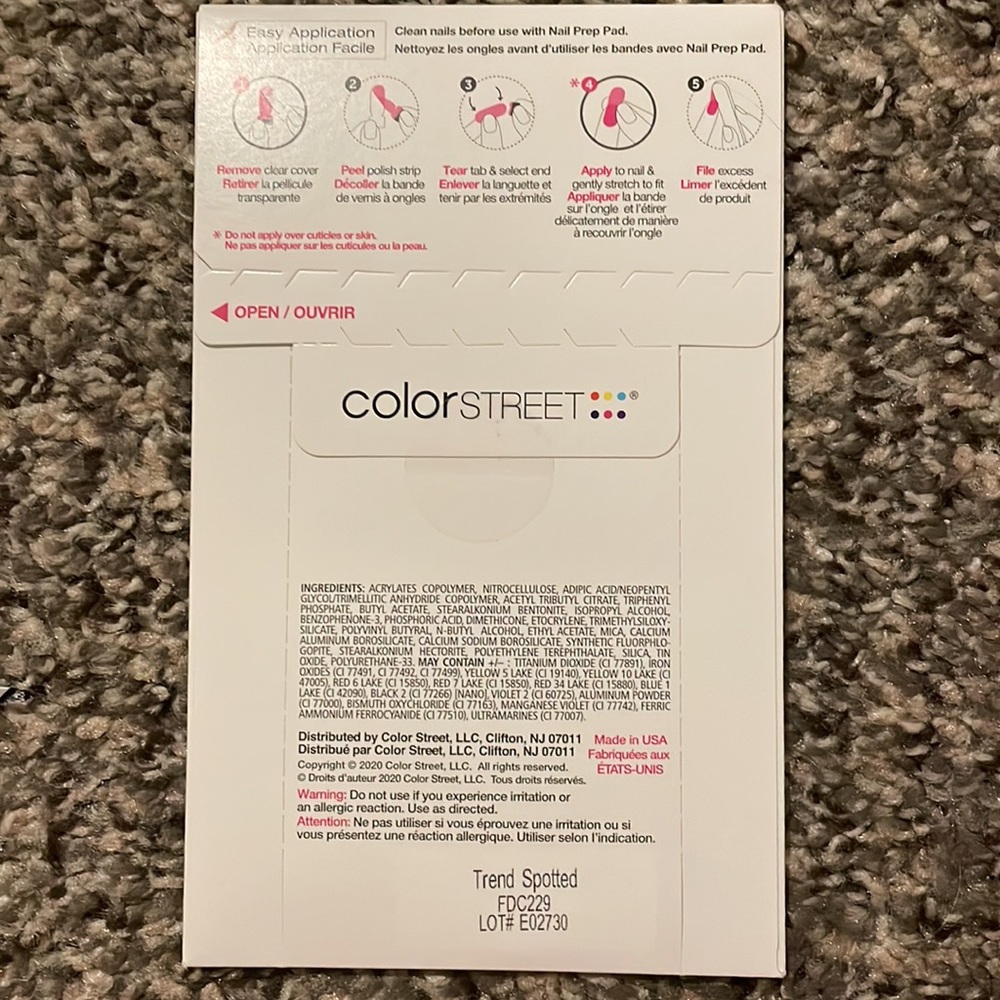 Easy Application
Application Facile
Clean nails before use with Nail Prep Pad.
Nettoyez les ongles avant d'utiliser les bandes avec Nail Prep Pad.
*1
2
3
*4
5
Remove clear cover
Retirer la pellicule
transparente
Peel polish strip
Décoller la bande
de vernis à ongles
Tear tab & select end
Enlever la languette et
tenir par les extrémités
Apply to nail &
gently stretch to fit
Appliquer la bande
sur l'ongle et l'étirer
délicatement de manière
à recouvrir l'ongle
File excess
Limer l'excédent
de produit
* Do not apply over cuticles or skin.
Ne pas appliquer sur les cuticules ou la peau.
OPEN / OUVRIR
colorSTREET®
INGREDIENTS: ACRYLATES COPOLYMER, NITROCELLULOSE, ADIPIC ACID/NEOPENTYL
GLYCOL/TRIMELLITIC ANHYDRIDE COPOLYMER, ACETYL TRIBUTYL CITRATE, TRIPHENYL
PHOSPHATE, BUTYL ACETATE, STEARALKONIUM BENTONITE, ISOPROPYL ALCOHOL,
BENZOPHENONE-3, PHOSPHORIC ACID, DIMETHICONE, ETOCRYLENE, TRIMETHYLSILOXY-
SILICATE, POLYVINYL BUTYRAL, N-BUTYL ALCOHOL, ETHYL ACETATE, MICA, CALCIUM
ALUMINUM BOROSILICATE, CALCIUM SODIUM BOROSILICATE, SYNTHETIC FLUORPHLO-
GOPITE, STEARALKONIUM HECTORITE, POLYETHYLENE TEREPHTHALATE, SILICA, TIN
OXIDE, POLYURETHANE-33. MAY CONTAIN +/- : TITANIUM DIOXIDE (CI 77891), IRON
OXIDES (CI 77491, CI 77492, CI 77499), YELLOW 5 LAKE (CI 19140), YELLOW 10 LAKE (CI
47005), RED 6 LAKE (CI 15850), RED 7 LAKE (CI 15850), RED 34 LAKE (CI 15880), BLUE 1
LAKE (CI 42090), BLACK 2 (CI 77266) [NANO], VIOLET 2 (CI 60725), ALUMINUM POWDER
(CI 77000), BISMUTH OXYCHLORIDE (CI 77163), MANGANESE VIOLET (CI 77742), FERRIC
AMMONIUM FERROCYANIDE (CI 77510), ULTRAMARINES (CI 77007).
Distributed by Color Street, LLC, Clifton, NJ 07011
Distribué par Color Street, LLC, Clifton, NJ 07011
Copyright © 2020 Color Street, LLC. All rights reserved.
© Droits d'auteur 2020 Color Street, LLC. Tous droits réservés.
Made in USA
Fabriquées aux
ÉTATS-UNIS
Warning: Do not use if you experience irritation or
an allergic reaction. Use as directed.
Attention: Ne pas utiliser si vous éprouvez une irritation ou si
vous présentez une réaction allergique. Utiliser selon l'indication.
Trend Spotted
FDC229
LOT# E02730